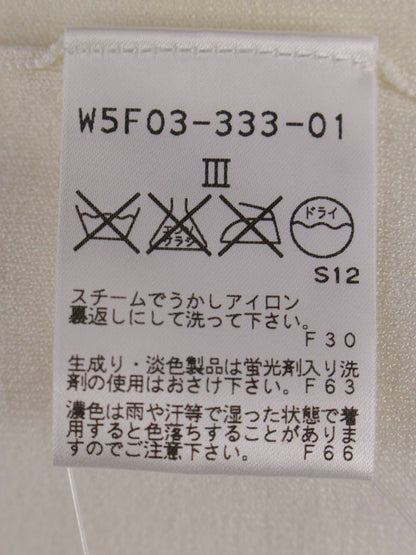 W5F03-333-01
III
エンソ
サラシ
ドライ
S12
スチームでうかしアイロン
裏返しにして洗って下さい。
F30
生成り・淡色製品は蛍光剤入り洗
剤の使用はおさけ下さい。F63
濃色は雨や汗等で湿った状態で着
用すると色落ちすることがありま
すのでご注意下さい。 F66